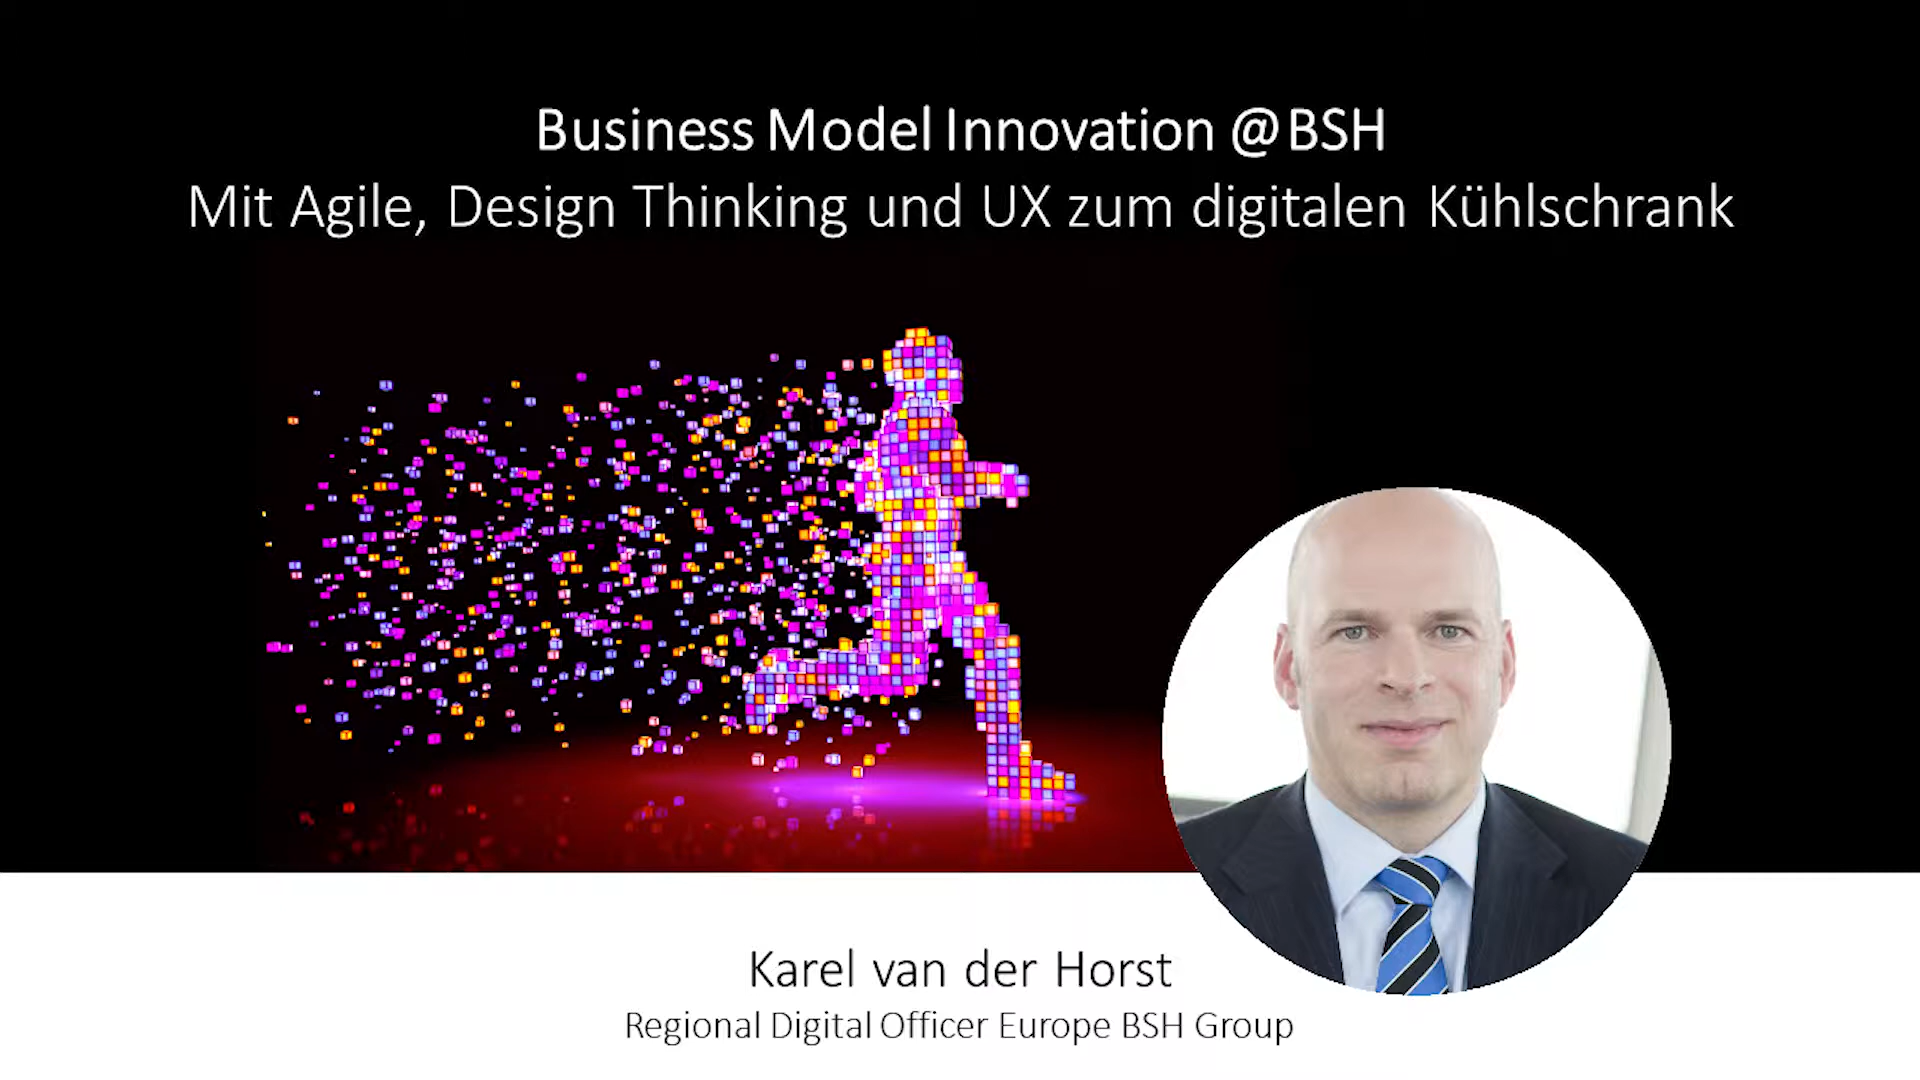 Business Model Innovation @BSH
Mit Agile, Design Thinking und UX zum digitalen Kühlschrank
Karel van der Horst
Regional Digital Officer Europe BSH Group